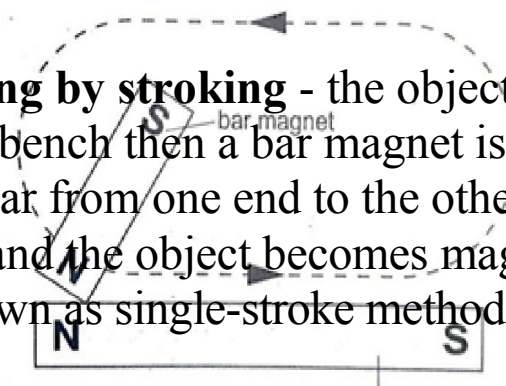 ng by stroking - the object
S bar magnet
bench then a bar magnet is
ar from one end to the othe
and the object becomes mag
N
wn as single-stroke method
N S